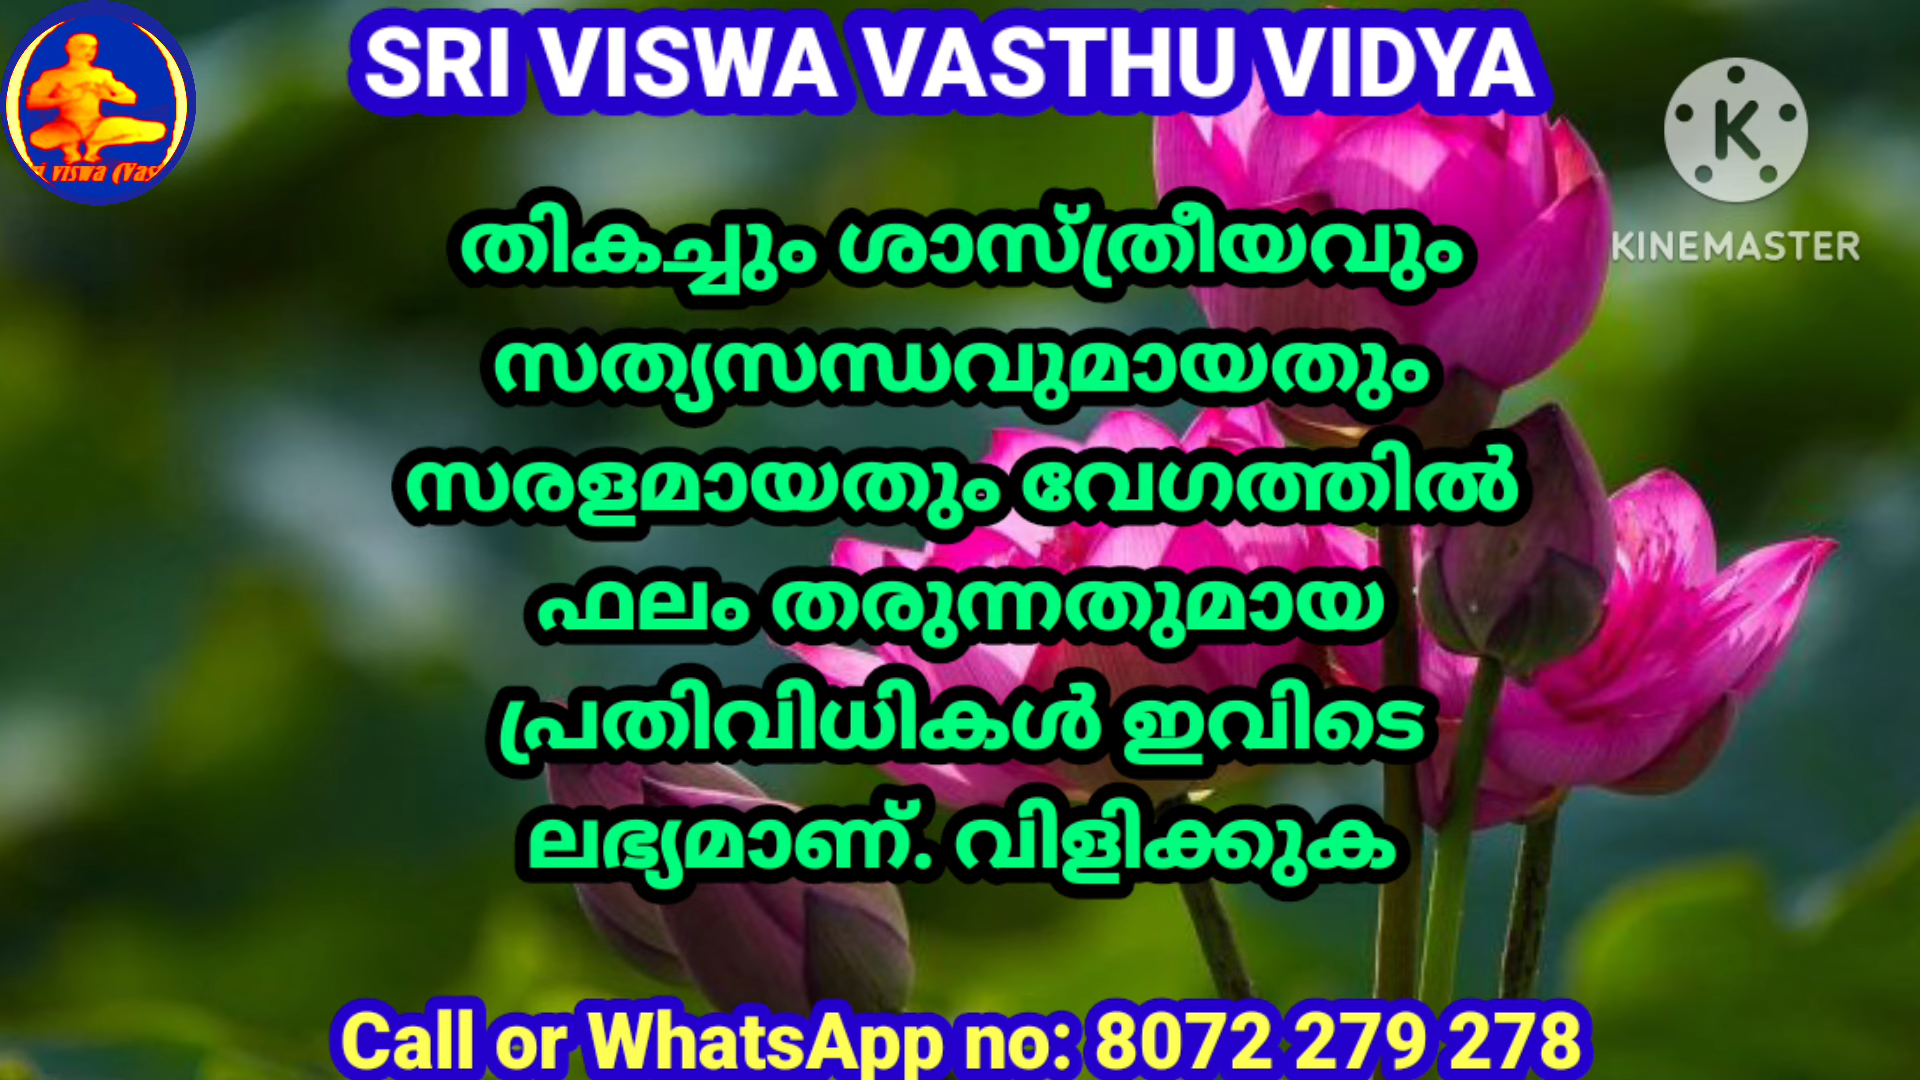 SRI VISWA VASTHU VIDYA
KINEMASTER
തികച്ചും ശാസ്ത്രീയവും
സത്യസന്ധവുമായതും
സരളമായതും വേഗത്തിൽ
ഫലം തരുന്നതുമായ
പ്രതിവിധികൾ ഇവിടെ
ലഭ്യമാണ്. വിളിക്കുക
Call or WhatsApp no: 8072 279 278